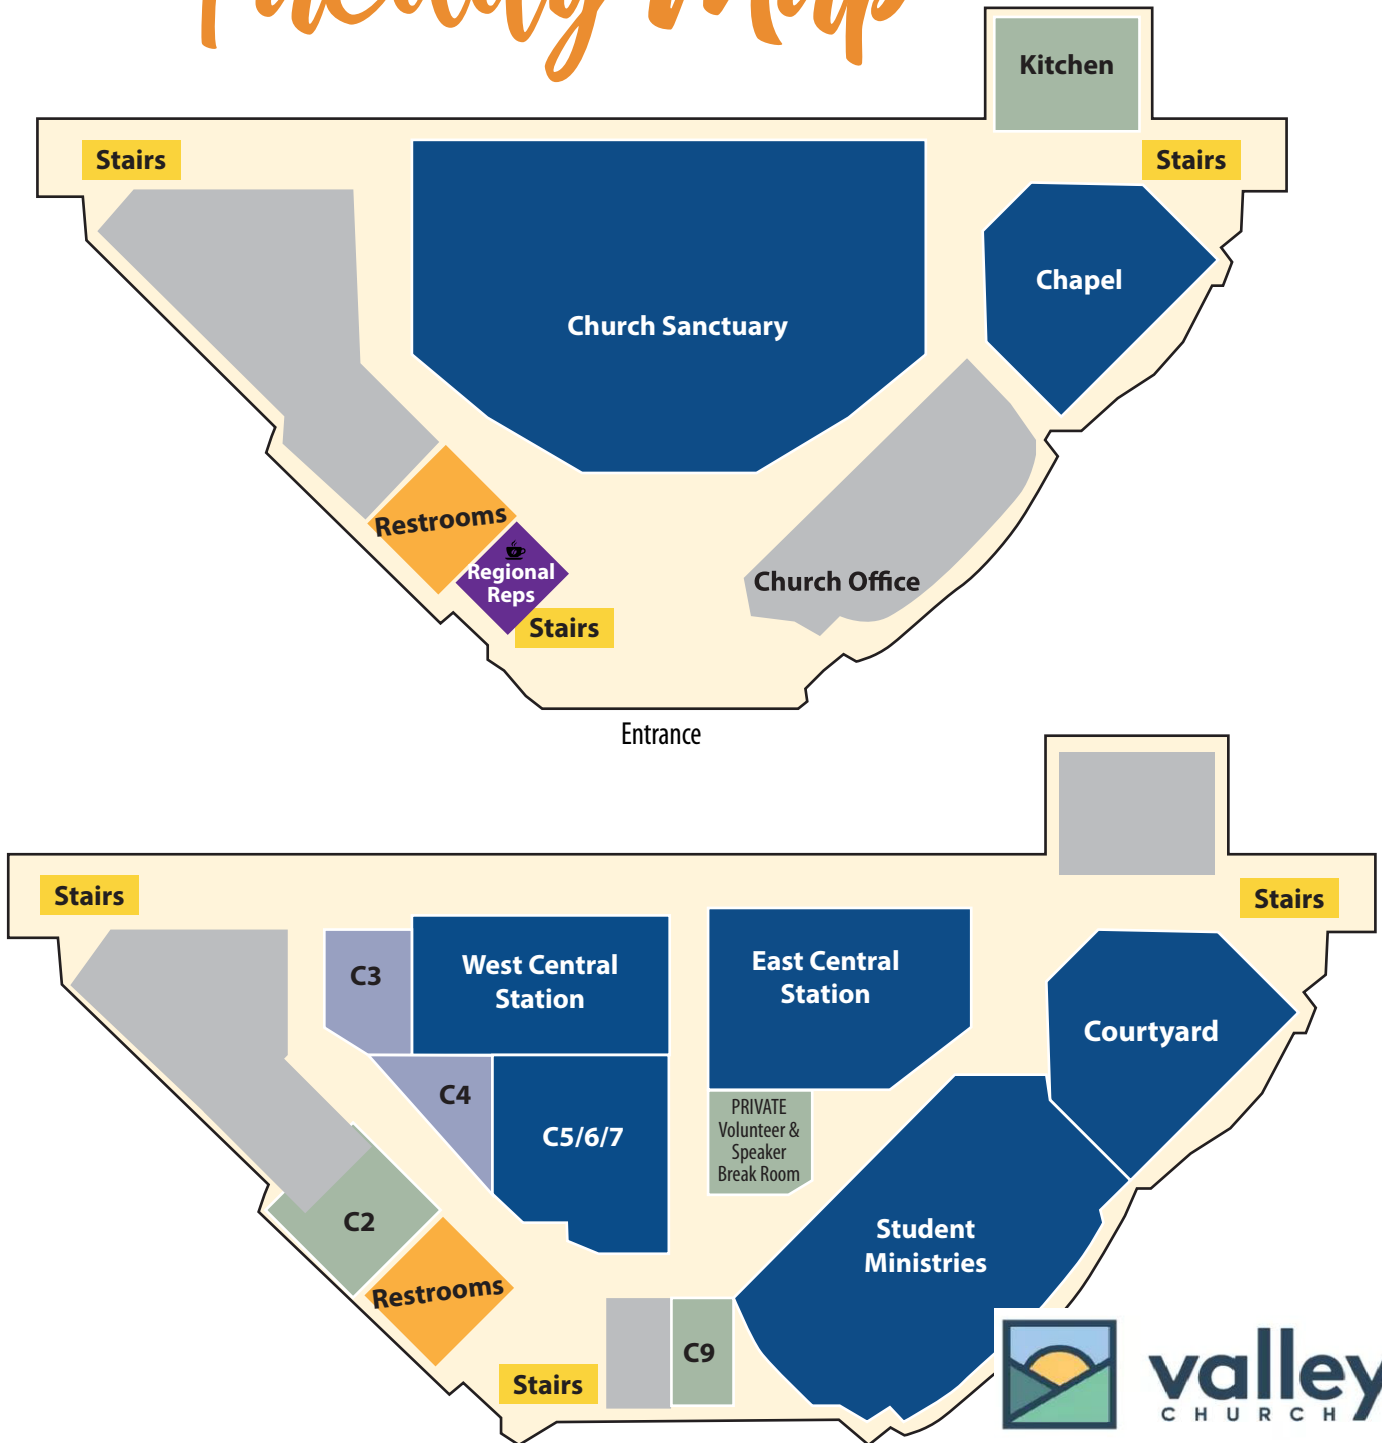 Facility Map
Kitchen
Stairs
Stairs
Chapel
Church Sanctuary
Restrooms
Regional
Reps
Church Office
Stairs
Entrance
Stairs
Stairs
C3
West Central
Station
East Central
Station
Courtyard
C4
C5/6/7
PRIVATE
Volunteer &
Speaker
Break Room
C2
Student
Ministries
Restrooms
C9
Stairs
valley
CHURCH